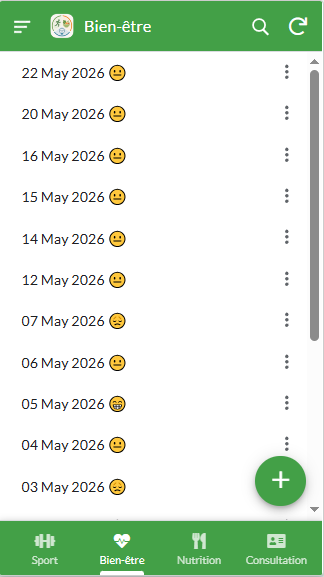 Bien-être
22 May 2026 😐
20 May 2026 😐
16 May 2026 😐
15 May 2026 😐
14 May 2026 😐
12 May 2026 😐
07 May 2026 😔
06 May 2026 😐
05 May 2026 😁
04 May 2026 😐
03 May 2026 😔
Sport
Bien-être
Nutrition
Consultation